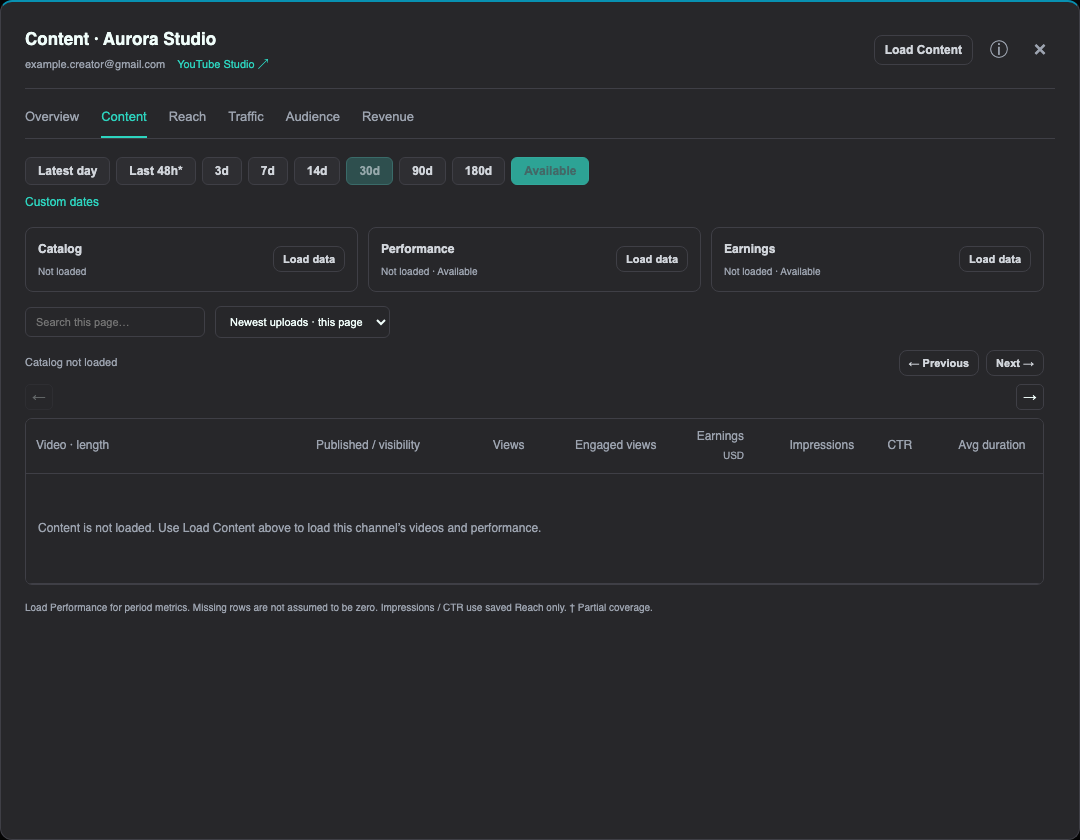 Content · Aurora Studio
example.creator@gmail.com YouTube Studio ↗
Load Content ⓘ ✕
Overview Content Reach Traffic Audience Revenue
Latest day Last 48h* 3d 7d 14d 30d 90d 180d Available
Custom dates
Catalog
Not loaded
Load data
Performance
Not loaded · Available
Load data
Earnings
Not loaded · Available
Load data
Search this page…
Newest uploads · this page
Catalog not loaded
← Previous Next →
← →
Video · length Published / visibility Views Engaged views Earnings USD Impressions CTR Avg duration
Content is not loaded. Use Load Content above to load this channel's videos and performance.
Load Performance for period metrics. Missing rows are not assumed to be zero. Impressions / CTR use saved Reach only. † Partial coverage.